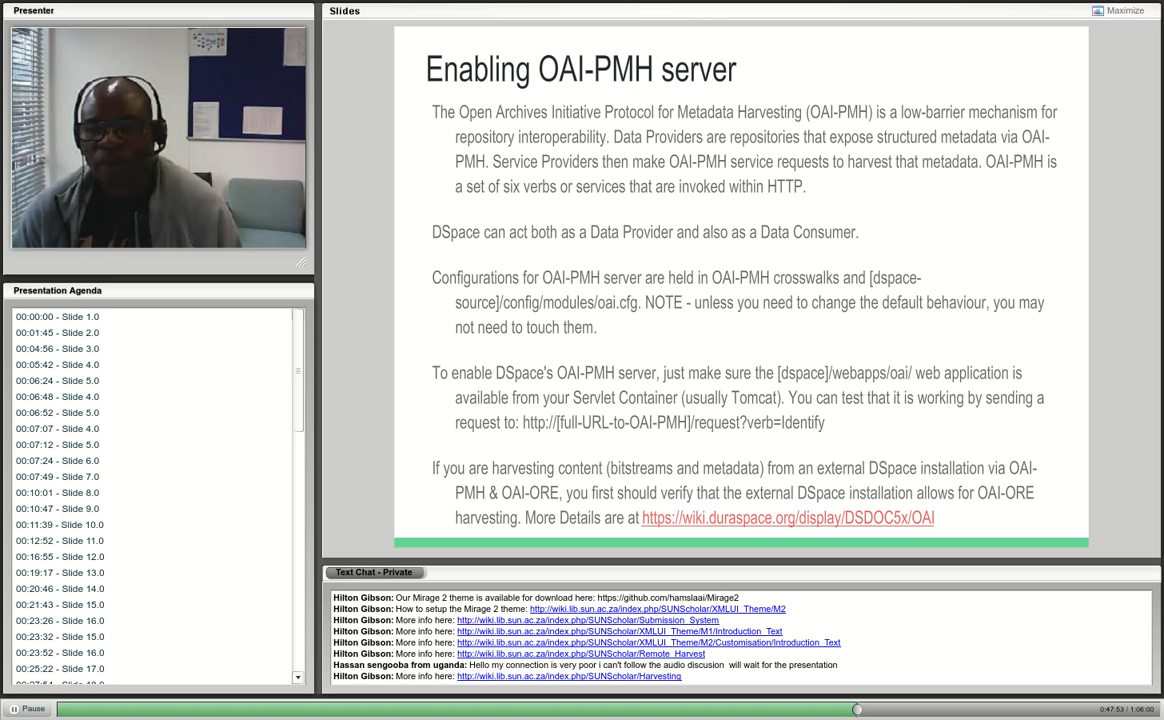 Presenter
Presentation Agenda
00:00:00 - Slide 1.0
00:01:45 - Slide 2.0
00:04:56 - Slide 3.0
00:05:42 - Slide 4.0
00:06:24 - Slide 5.0
00:06:48 - Slide 4.0
00:06:52 - Slide 5.0
00:07:07 - Slide 4.0
00:07:12 - Slide 5.0
00:07:24 - Slide 6.0
00:07:49 - Slide 7.0
00:10:01 - Slide 8.0
00:10:47 - Slide 9.0
00:11:39 - Slide 10.0
00:12:52 - Slide 11.0
00:16:55 - Slide 12.0
00:19:17 - Slide 13.0
00:20:46 - Slide 14.0
00:21:43 - Slide 15.0
00:23:26 - Slide 16.0
00:23:32 - Slide 15.0
00:23:52 - Slide 16.0
00:25:22 - Slide 17.0
Slides
Maximize
Enabling OAI-PMH server
The Open Archives Initiative Protocol for Metadata Harvesting (OAI-PMH) is a low-barrier mechanism for
repository interoperability. Data Providers are repositories that expose structured metadata via OAI-
PMH. Service Providers then make OAI-PMH service requests to harvest that metadata. OAI-PMH is
a set of six verbs or services that are invoked within HTTP.
DSpace can act both as a Data Provider and also as a Data Consumer.
Configurations for OAI-PMH server are held in OAI-PMH crosswalks and [dspace-
source]/config/modules/oai.cfg. NOTE - unless you need to change the default behaviour, you may
not need to touch them.
To enable DSpace's OAI-PMH server, just make sure the [dspace]/webapps/oai/ web application is
available from your Servlet Container (usually Tomcat). You can test that it is working by sending a
request to: http://[full-URL-to-OAI-PMH]/request?verb=Identify
If you are harvesting content (bitstreams and metadata) from an external DSpace installation via OAI-
PMH & OAI-ORE, you first should verify that the external DSpace installation allows for OAI-ORE
harvesting. More Details are at https://wiki.duraspace.org/display/DSDOC5x/OAI
Text Chat - Private
Hilton Gibson: Our Mirage 2 theme is available for download here: https://github.com/hamslaai/Mirage2
Hilton Gibson: How to setup the Mirage 2 theme: http://wiki.lib.sun.ac.za/index.php/SUNScholar/XMLUI_Theme/M2
Hilton Gibson: More info here: http://wiki.lib.sun.ac.za/index.php/SUNScholar/Submission_System
Hilton Gibson: More info here: http://wiki.lib.sun.ac.za/index.php/SUNScholar/XMLUI_Theme/M1/Introduction_Text
Hilton Gibson: More info here: http://wiki.lib.sun.ac.za/index.php/SUNScholar/XMLUI_Theme/M2/Customisation/Introduction_Text
Hilton Gibson: More info here: http://wiki.lib.sun.ac.za/index.php/SUNScholar/Remote_Harvest
Hassan sengooba from uganda: Hello my connection is very poor i can't follow the audio discusion will wait for the presentation
Hilton Gibson: More info here: http://wiki.lib.sun.ac.za/index.php/SUNScholar/Harvesting
Pause
0:47:53 / 1:06:00